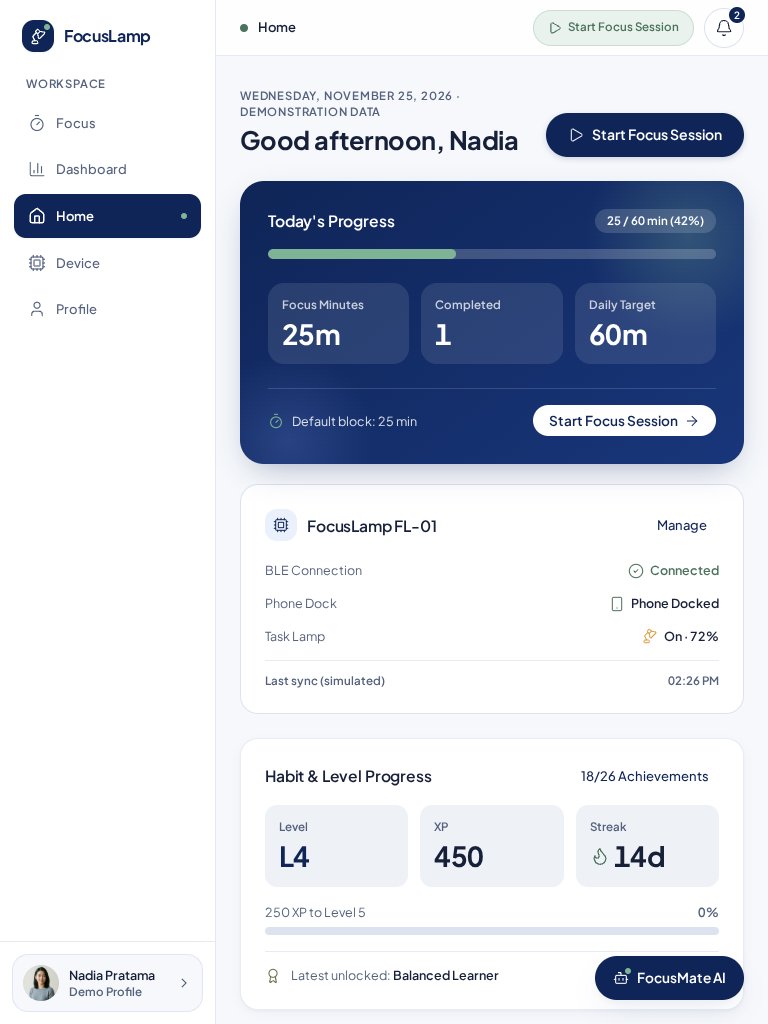 FocusLamp
WORKSPACE
Focus
Dashboard
Home
Device
Profile
Nadia Pratama
Demo Profile
Home
Start Focus Session
2
WEDNESDAY, NOVEMBER 25, 2026 ·
DEMONSTRATION DATA
Good afternoon, Nadia
Start Focus Session
Today's Progress
25 / 60 min (42%)
Focus Minutes
25m
Completed
1
Daily Target
60m
Default block: 25 min
Start Focus Session
FocusLamp FL-01
Manage
BLE Connection
Connected
Phone Dock
Phone Docked
Task Lamp
On · 72%
Last sync (simulated)
02:26 PM
Habit & Level Progress
18/26 Achievements
Level
L4
XP
450
Streak
14d
250 XP to Level 5
0%
Latest unlocked: Balanced Learner
FocusMate AI